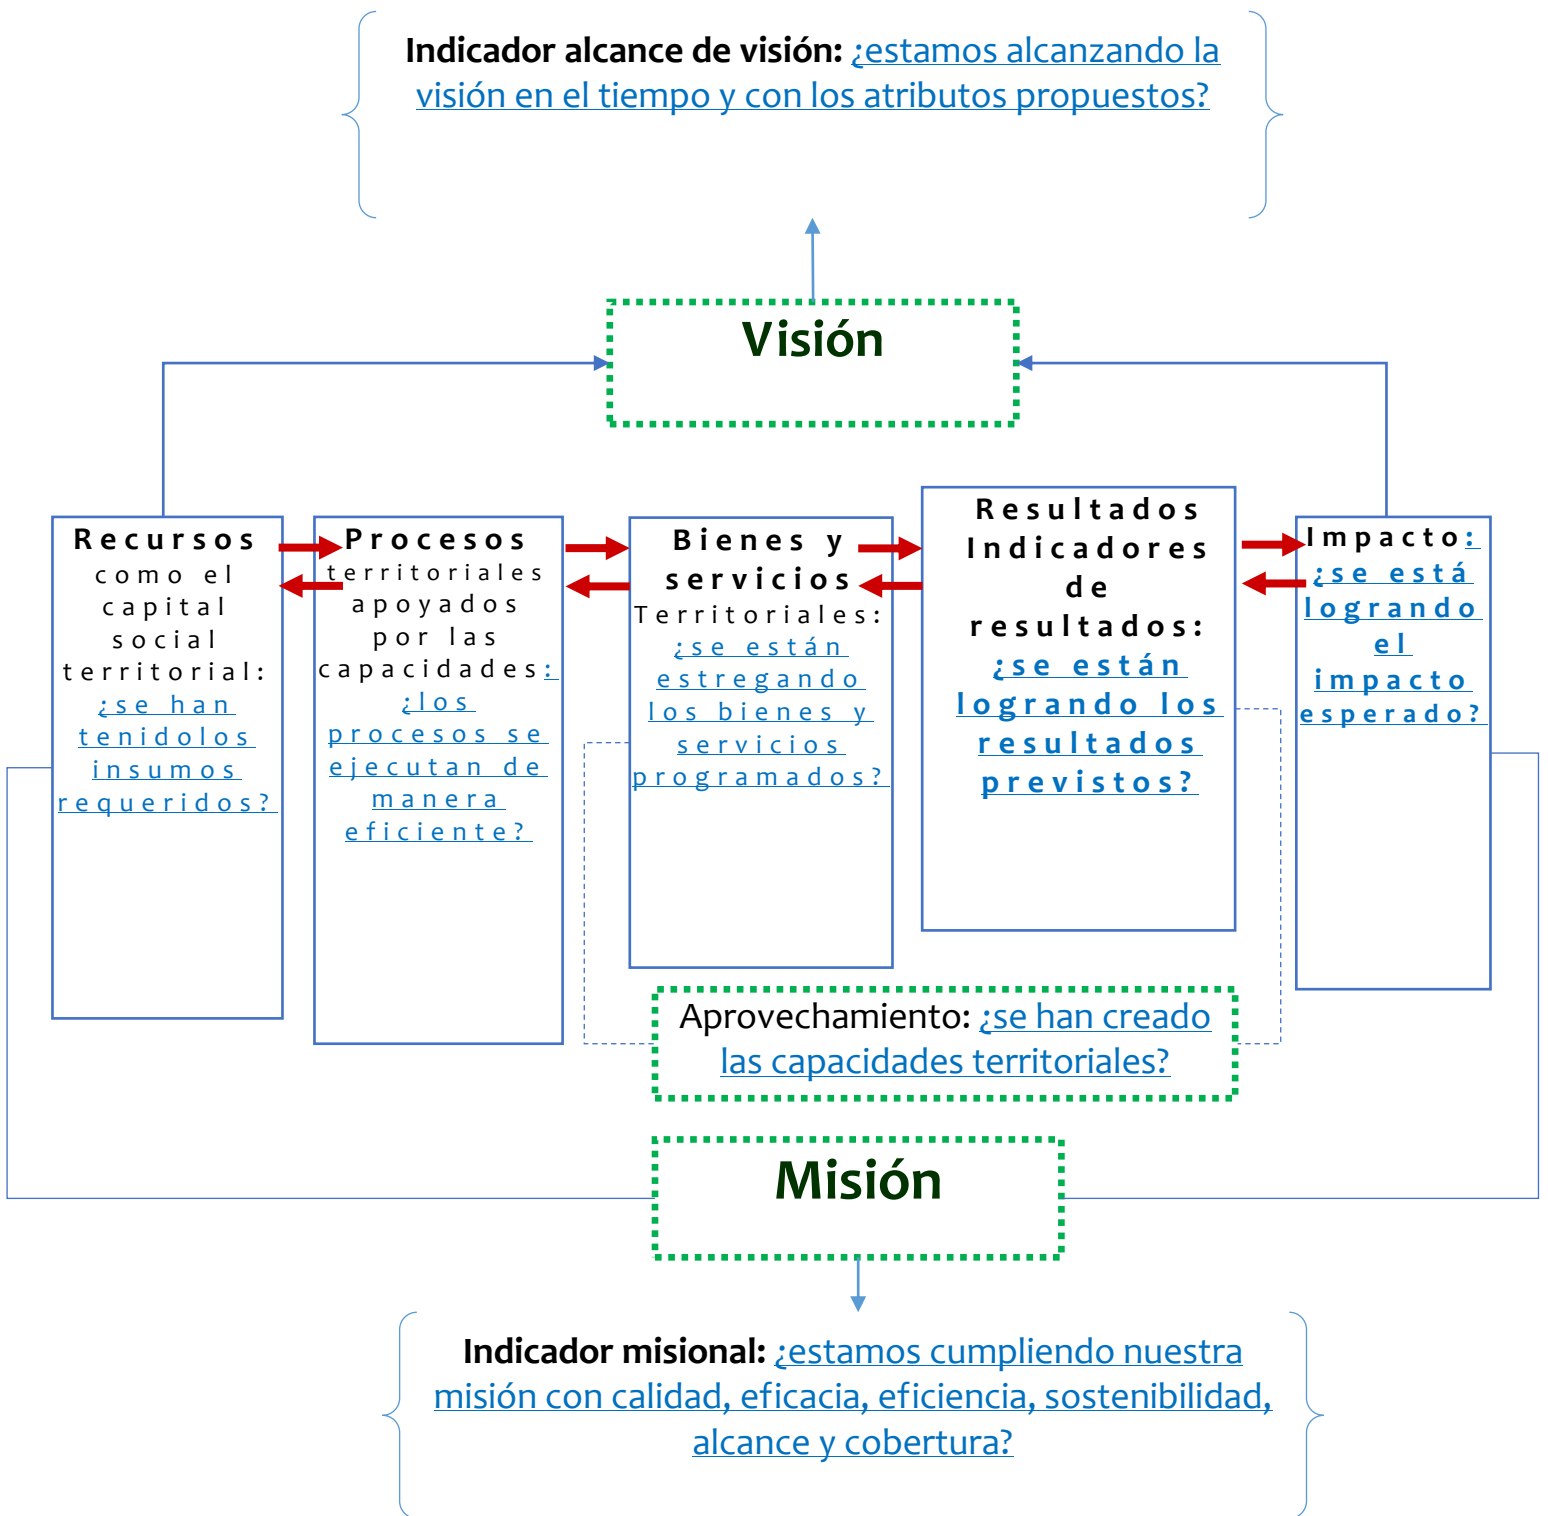 Indicador alcance de visión: ¿estamos alcanzando la
visión en el tiempo y con los atributos propuestos?
Visión
Recursos
como el
capital
social
territorial:
¿se han
tenidolos
insumos
requeridos?
Procesos
territoriales
apoyados
por las
capacidades:
¿los
procesos se
ejecutan de
manera
eficiente?
Bienes y
servicios
Territoriales:
¿se están
estregando
los bienes y
servicios
programados?
Resultados
Indicadores
de
resultados:
¿se están
logrando los
resultados
previstos?
Impacto:
¿se está
logrando
el
impacto
esperado?
Aprovechamiento: ¿se han creado
las capacidades territoriales?
Misión
Indicador misional: ¿estamos cumpliendo nuestra
misión con calidad, eficacia, eficiencia, sostenibilidad,
alcance y cobertura?